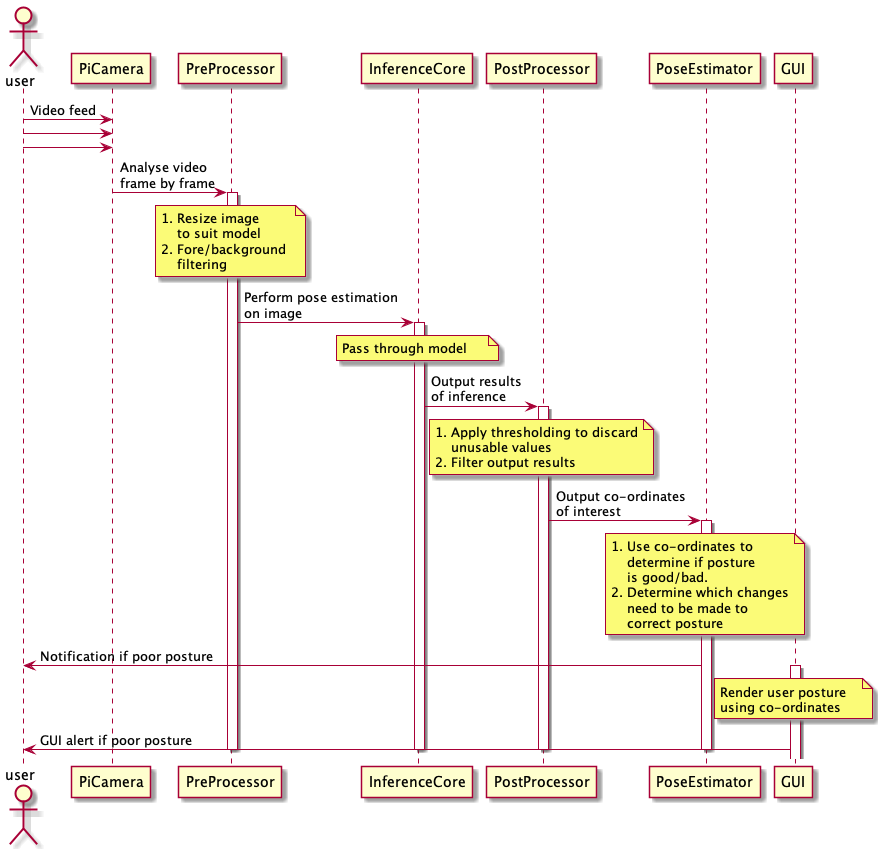 user
PiCamera
PreProcessor
InferenceCore
PostProcessor
PoseEstimator
GUI
Video feed
Analyse video
frame by frame
1. Resize image
to suit model
2. Fore/background
filtering
Perform pose estimation
on image
Pass through model
Output results
of inference
1. Apply thresholding to discard
unusable values
2. Filter output results
Output co-ordinates
of interest
1. Use co-ordinates to
determine if posture
is good/bad.
2. Determine which changes
need to be made to
correct posture
Notification if poor posture
Render user posture
using co-ordinates
GUI alert if poor posture
user
PiCamera
PreProcessor
InferenceCore
PostProcessor
PoseEstimator
GUI